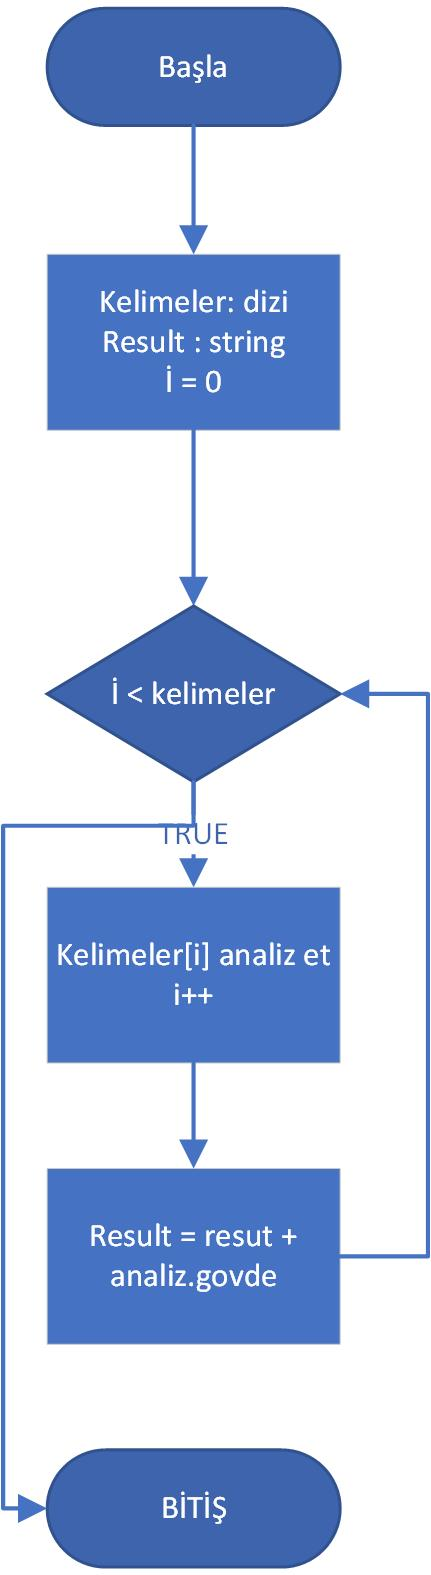 Başla
Kelimeler: dizi
Result : string
İ = 0
İ < kelimeler
TRUE
Kelimeler[i] analiz et
i++
Result = resut +
analiz.govde
BİTİŞ